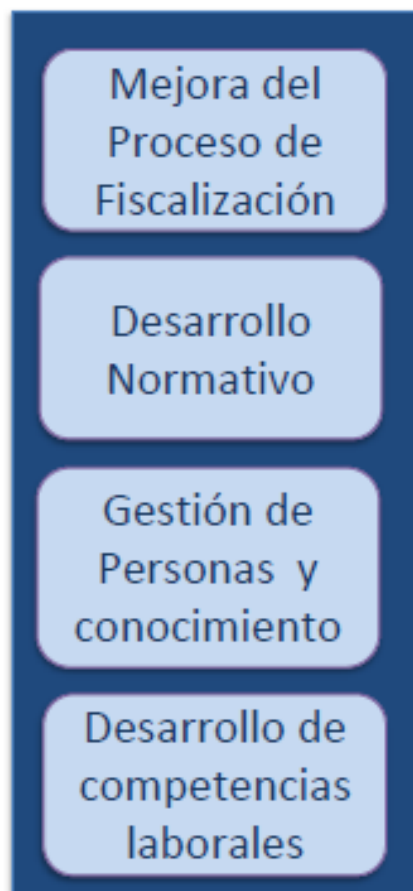 Mejora del
Proceso de
Fiscalización
Desarrollo
Normativo
Gestión de
Personas y
conocimiento
Desarrollo de
competencias
laborales